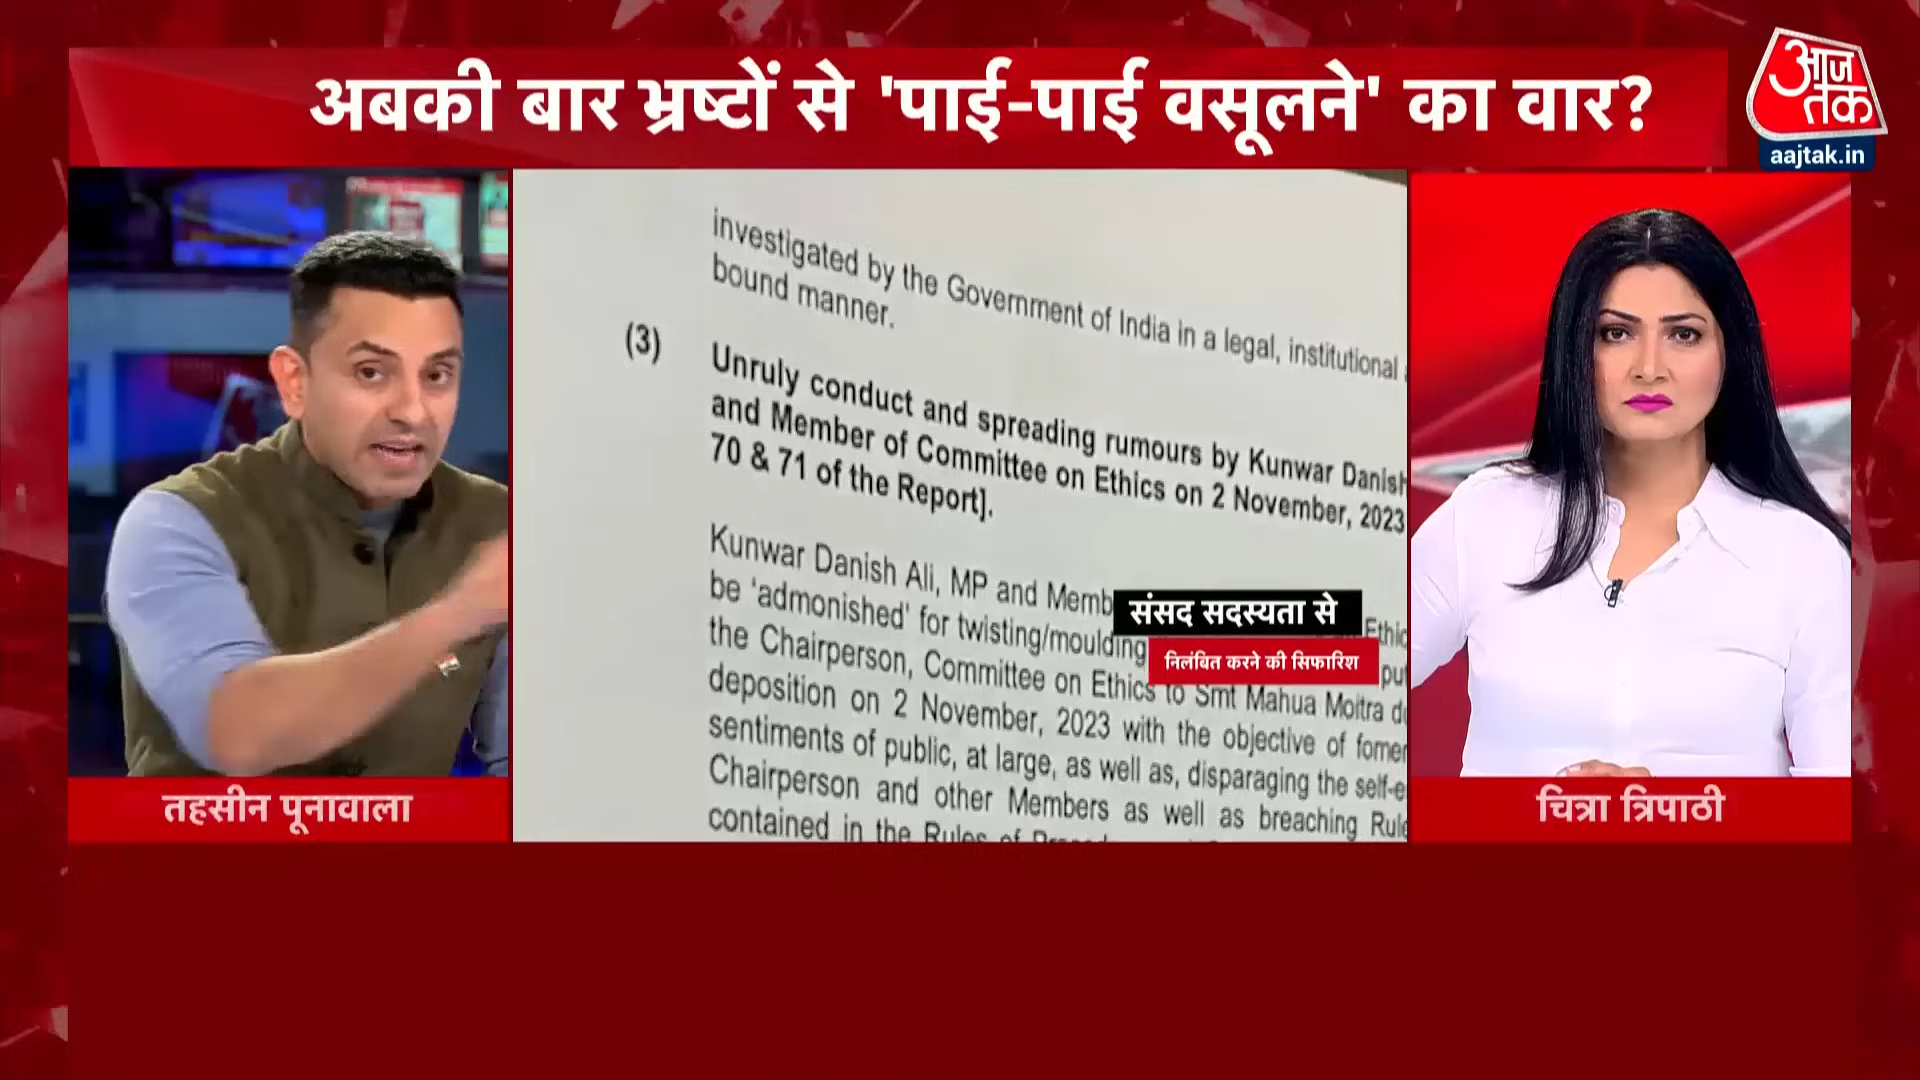 अबकी बार भ्रष्टों से 'पाई-पाई वसूलने' का वार?
आज
तक
aajtak.in
investigated by the Government of India in a legal, institutional
bound manner.
(3) Unruly conduct and spreading rumours by Kunwar Danish
and Member of Committee on Ethics on 2 November, 2023
70 & 71 of the Report].
Kunwar Danish Ali, MP and Memb
be 'admonished' for twisting/moulding
the Chairperson, Committee on Ethics to Smt Mahua Moitra
deposition on 2 November, 2023 with the objective of
sentiments of public, at large, as well as, disparaging the self-e
Chairperson and other Members as well as breaching
contained in the Rules of
संसद सदस्यता से
निलंबित करने की सिफारिश
तहसीन पूनावाला
चित्रा त्रिपाठी